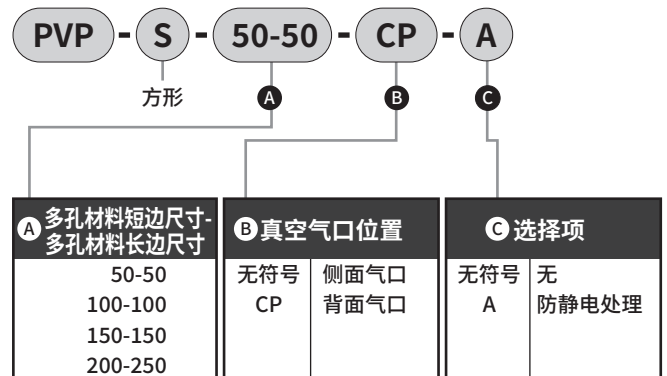 PVP-S-50-50-CP-A
方形
A
B
C
A 多孔材料短边尺寸-
多孔材料长边尺寸
50-50
100-100
150-150
200-250
B 真空气口位置
无符号 侧面气口
CP 背面气口
C 选择项
无符号 无
A 防静电处理